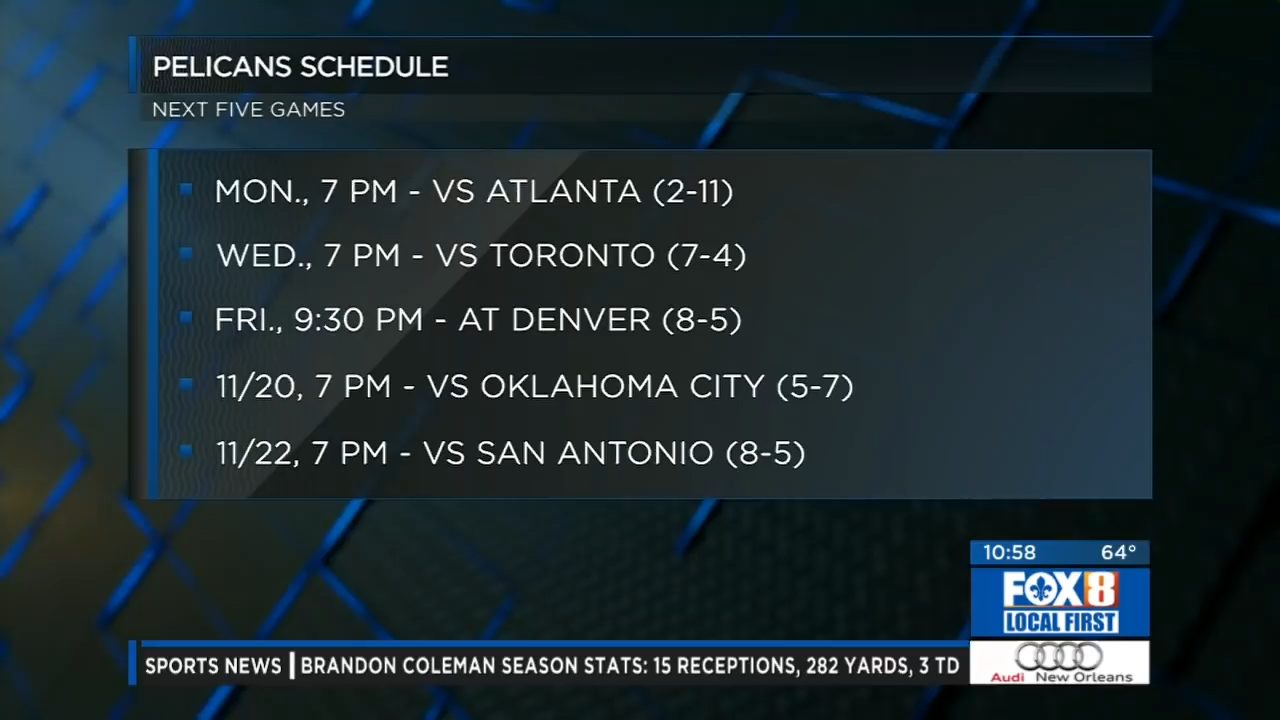 PELICANS SCHEDULE
NEXT FIVE GAMES
MON., 7 PM - VS ATLANTA (2-11)
WED., 7 PM - VS TORONTO (7-4)
FRI., 9:30 PM - AT DENVER (8-5)
11/20, 7 PM - VS OKLAHOMA CITY (5-7)
11/22, 7 PM - VS SAN ANTONIO (8-5)
10:58 64°
FOX 8
LOCAL FIRST
SPORTS NEWS | BRANDON COLEMAN SEASON STATS: 15 RECEPTIONS, 282 YARDS, 3 TD
Audi New Orleans